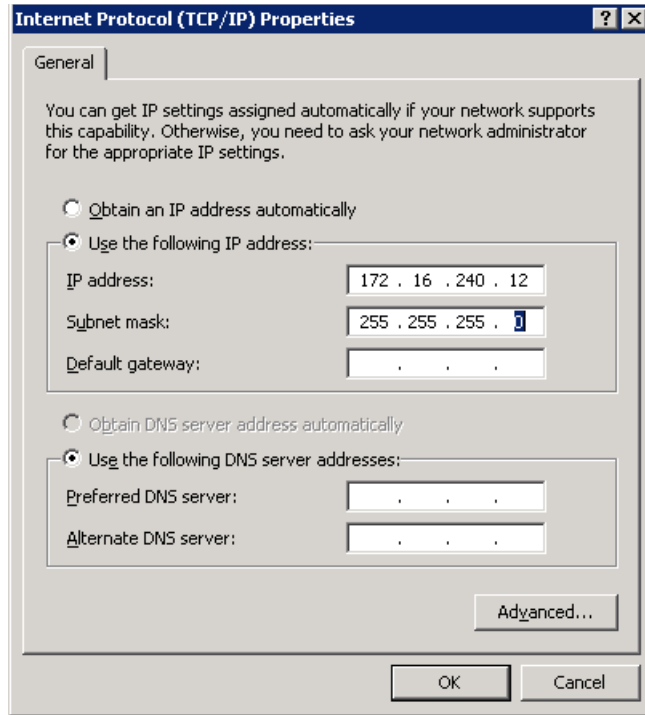 Internet Protocol (TCP/IP) Properties
General
You can get IP settings assigned automatically if your network supports
this capability. Otherwise, you need to ask your network administrator
for the appropriate IP settings.
Obtain an IP address automatically
Use the following IP address:
IP address: 172 . 16 . 240 . 12
Subnet mask: 255 . 255 . 255 . 0
Default gateway: . . .
Obtain DNS server address automatically
Use the following DNS server addresses:
Preferred DNS server: . . .
Alternate DNS server: . . .
Advanced...
OK Cancel